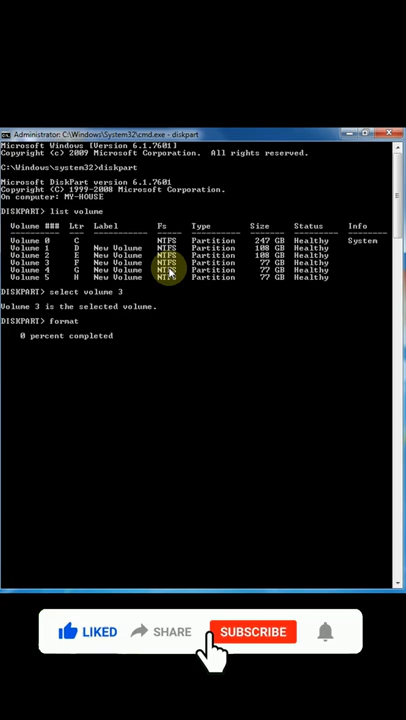 Administrator: C:\Windows\System32\cmd.exe - diskpart
Microsoft Windows [Version 6.1.7601]
Copyright (c) 2009 Microsoft Corporation. All rights reserved.
C:\Windows\system32>diskpart
Microsoft DiskPart version 6.1.7601
Copyright (C) 1999-2008 Microsoft Corporation.
On computer: MY-HOUSE
DISKPART> list volume
Volume ### Ltr Label Fs Type Size Status Info
Volume 0 C NTFS Partition 247 GB Healthy System
Volume 1 D New Volume NTFS Partition 108 GB Healthy
Volume 2 E New Volume NTFS Partition 108 GB Healthy
Volume 3 F New Volume NTFS Partition 77 GB Healthy
Volume 4 G New Volume NTFS Partition 77 GB Healthy
Volume 5 H New Volume NTFS Partition 77 GB Healthy
DISKPART> select volume 3
Volume 3 is the selected volume.
DISKPART> format
0 percent completed
LIKED SHARE SUBSCRIBE